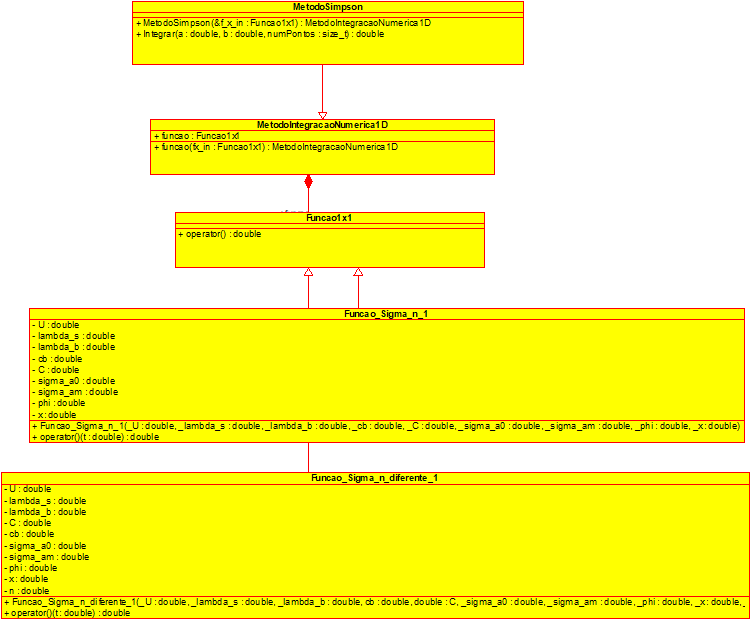 MetodoSimpson
+ MetodoSimpson(&f_x_in : Funcao1x1) : MetodoIntegracaoNumerica1D
+ Integrar(a : double, b : double, numPontos : size_t) : double
MetodoIntegracaoNumerica1D
+ funcao : Funcao1x1
+ funcao(fx_in : Funcao1x1) : MetodoIntegracaoNumerica1D
Funcao1x1
+ operator() : double
Funcao_Sigma_n_1
- U : double
- lambda_s : double
- lambda_b : double
- cb : double
- C : double
- sigma_a0 : double
- sigma_am : double
- phi : double
- x : double
+ Funcao_Sigma_n_1(_U : double, _lambda_s : double, _lambda_b : double, _cb : double, _C : double, _sigma_a0 : double, _sigma_am : double, _phi : double, _x : double)
+ operator()(t : double) : double
Funcao_Sigma_n_diferente_1
- U : double
- lambda_s : double
- lambda_b : double
- C : double
- cb : double
- sigma_a0 : double
- sigma_am : double
- phi : double
- x : double
- n : double
+ Funcao_Sigma_n_diferente_1(_U : double, _lambda_s : double, _lambda_b : double, cb : double, double : C, _sigma_a0 : double, _sigma_am : double, _phi : double, _x : double, _
+ operator()(t : double) : double